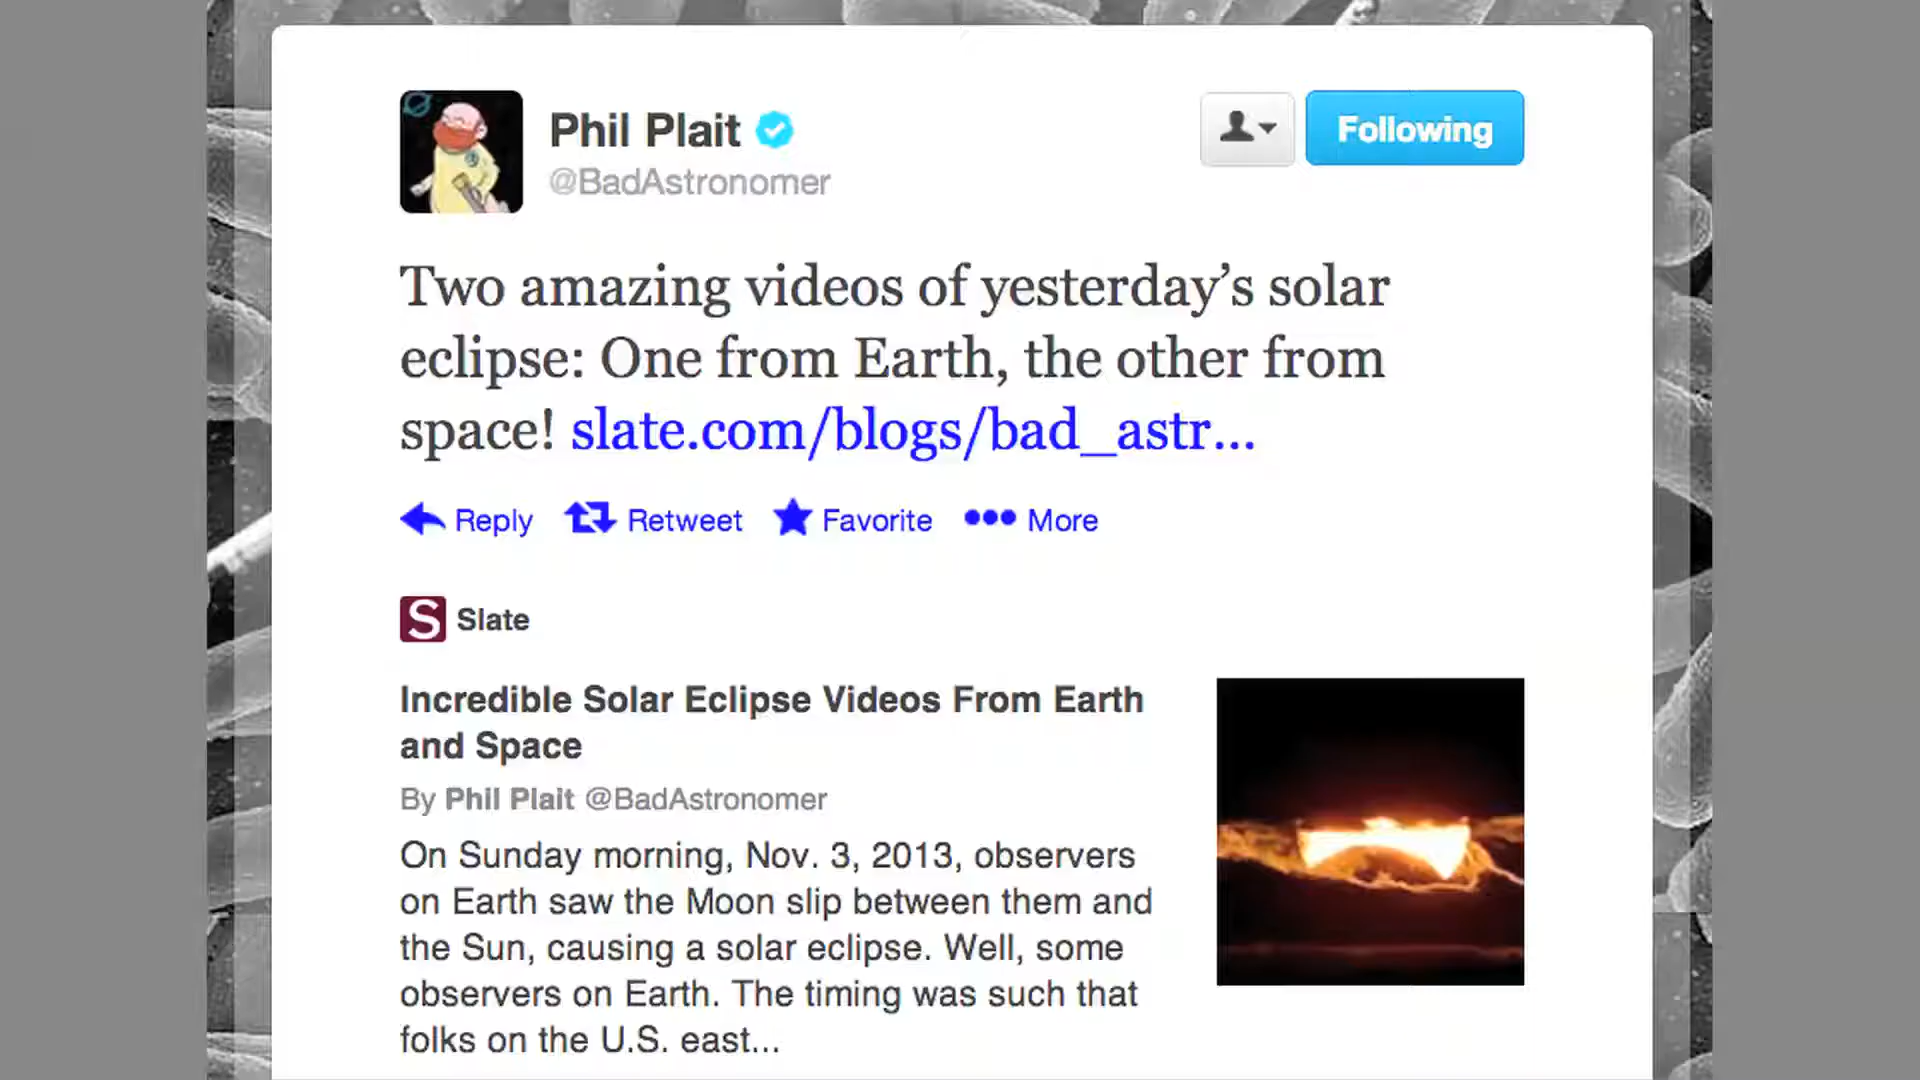 Phil Plait
@BadAstronomer
Following
Two amazing videos of yesterday’s solar
eclipse: One from Earth, the other from
space! slate.com/blogs/bad_astr...
Reply Retweet Favorite More
S Slate
Incredible Solar Eclipse Videos From Earth
and Space
By Phil Plait @BadAstronomer
On Sunday morning, Nov. 3, 2013, observers
on Earth saw the Moon slip between them and
the Sun, causing a solar eclipse. Well, some
observers on Earth. The timing was such that
folks on the U.S. east...